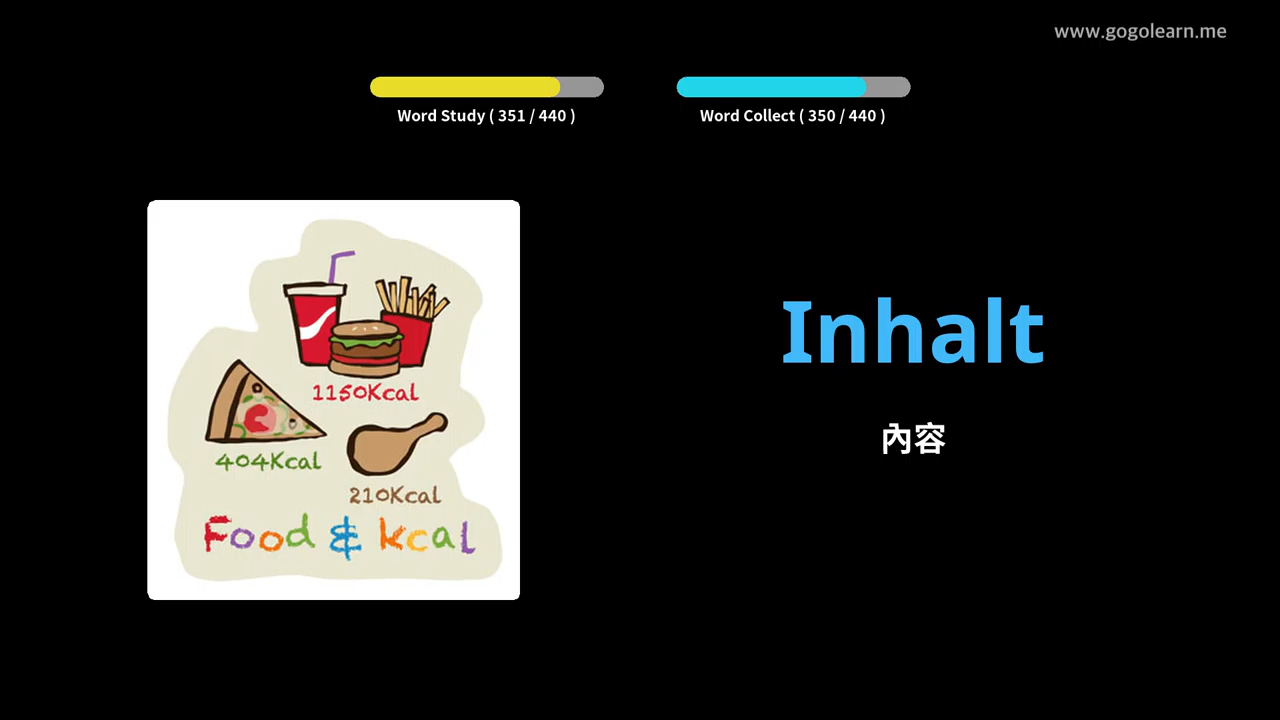 www.gogolearn.me
Word Study ( 351 / 440 )
Word Collect ( 350 / 440 )
1150Kcal
404Kcal
210Kcal
Food & kcal
Inhalt
內容